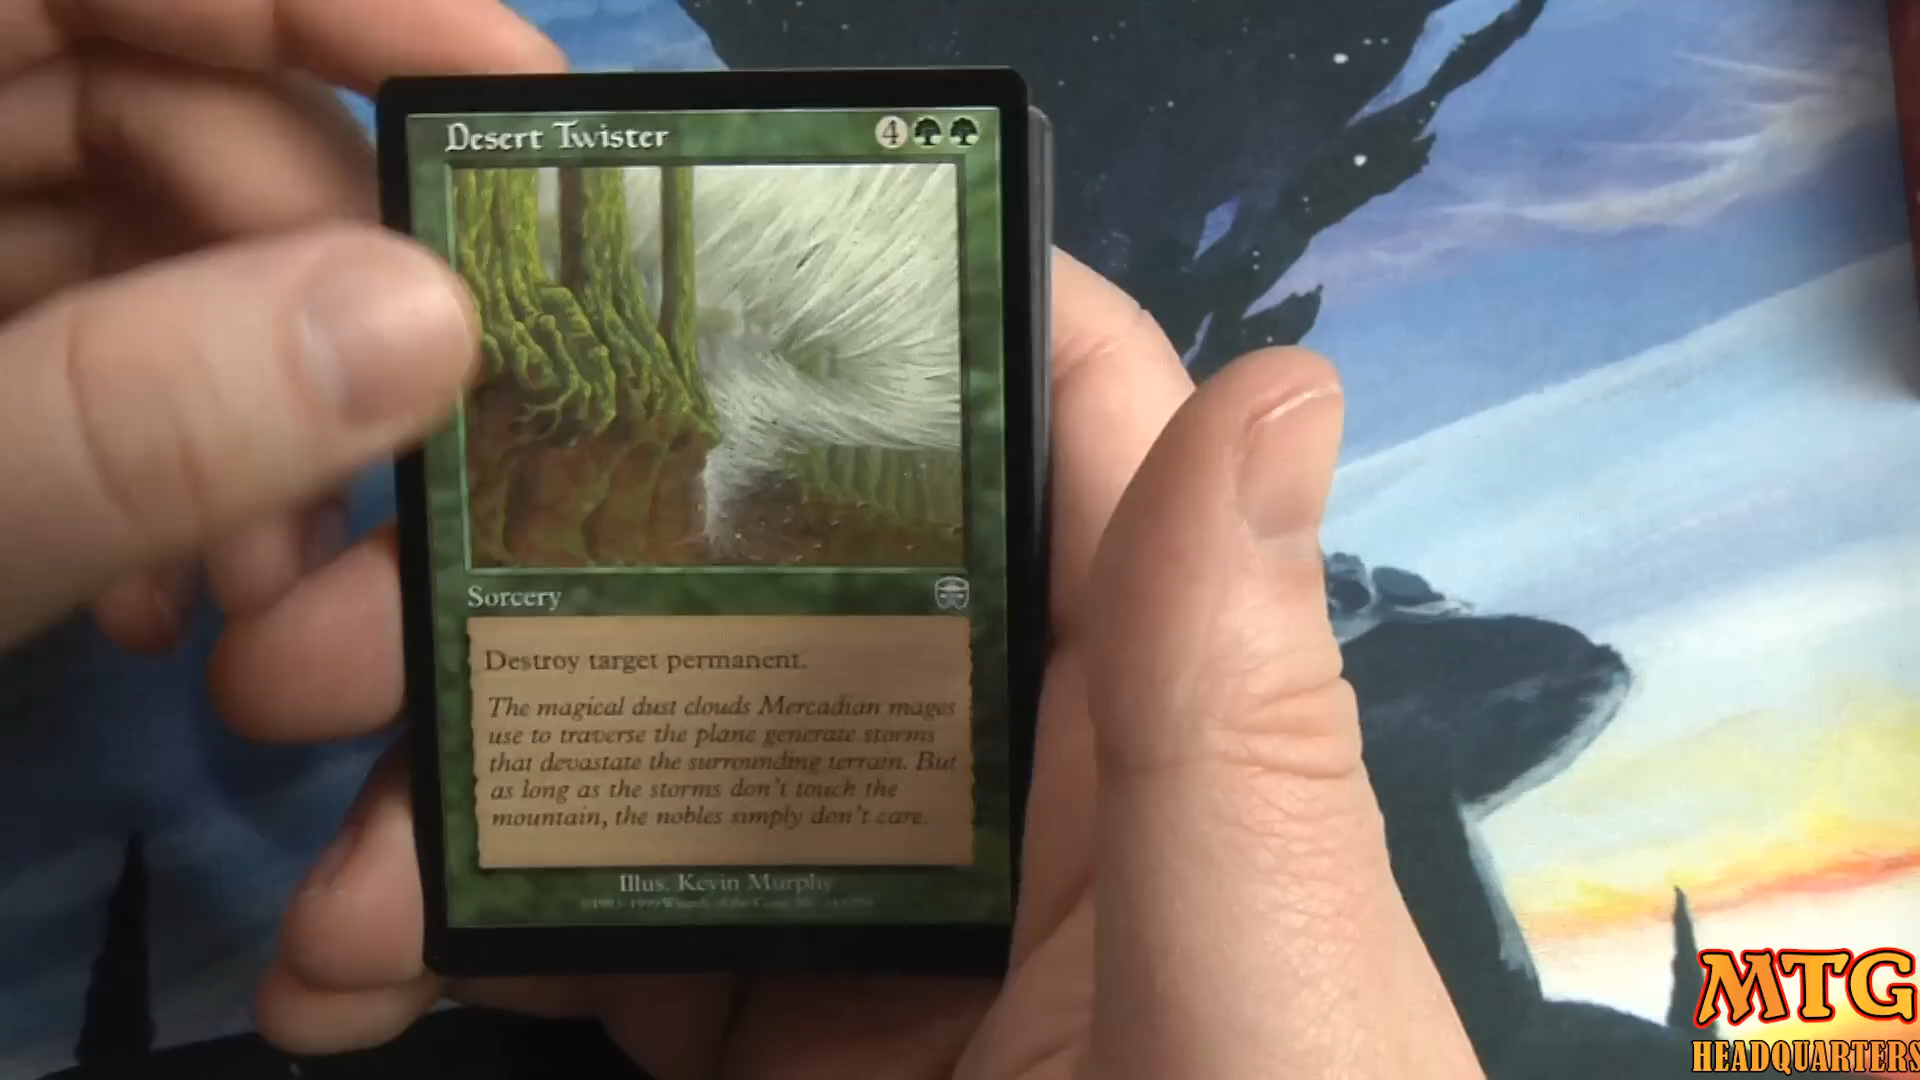 Desert Twister 4
Sorcery
Destroy target permanent.
The magical dust clouds Mercadian mages
use to traverse the plane generate storms
that devastate the surrounding terrain. But
as long as the storms don't touch the
mountain, the nobles simply don't care.
Illus. Kevin Murphy
MTG
HEADQUARTERS